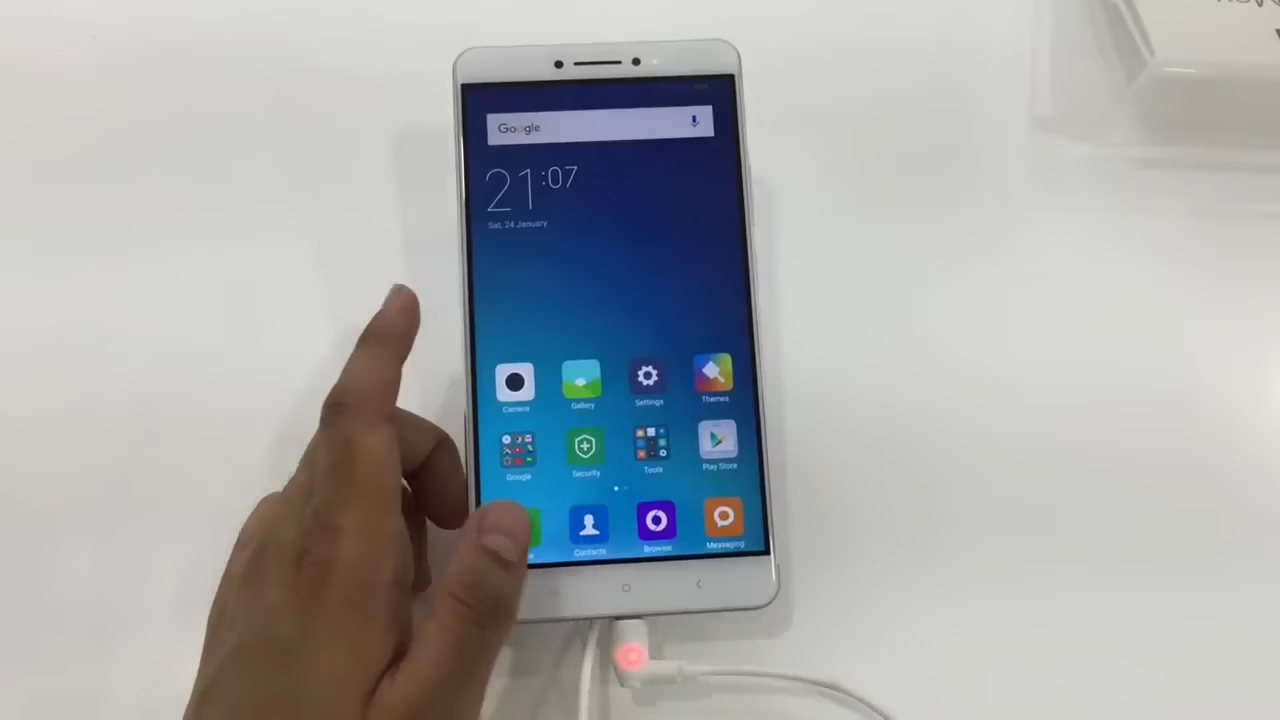 Google
21:07
Sat, 24 January
Camera
Gallery
Settings
Themes
Google
Security
Tools
Play Store
Contacts
Browser
Messaging